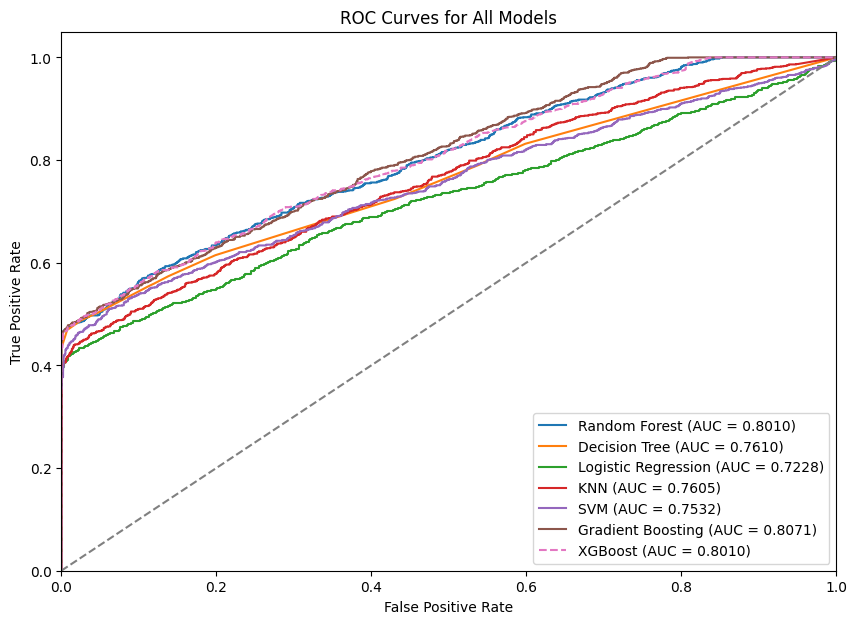 ROC Curves for All Models
True Positive Rate
1.0
0.8
0.6
0.4
0.2
0.0
Random Forest (AUC = 0.8010)
Decision Tree (AUC = 0.7610)
Logistic Regression (AUC = 0.7228)
KNN (AUC = 0.7605)
SVM (AUC = 0.7532)
Gradient Boosting (AUC = 0.8071)
XGBoost (AUC = 0.8010)
0.0 0.2 0.4 0.6 0.8 1.0
False Positive Rate